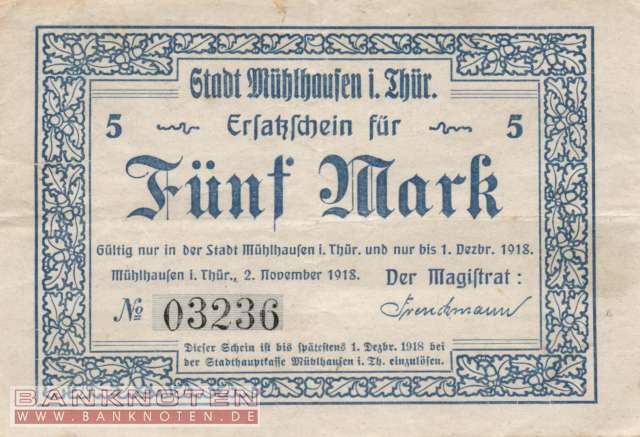 Stadt Mühlhausen i. Thür.
5 Ersatzschein für 5
Fünf Mark
Gültig nur in der Stadt Mühlhausen i. Thür. und nur bis 1. Dezbr. 1918.
Mühlhausen i. Thür., 2. November 1918. Der Magistrat:
No 03236 Trenckmann
Dieser Schein ist bis spätestens 1. Dezbr. 1918 bei
der Stadthauptkasse Mühlhausen i. Th. einzulösen.
BANKNOTEN
WWW.BANKNOTEN.DE